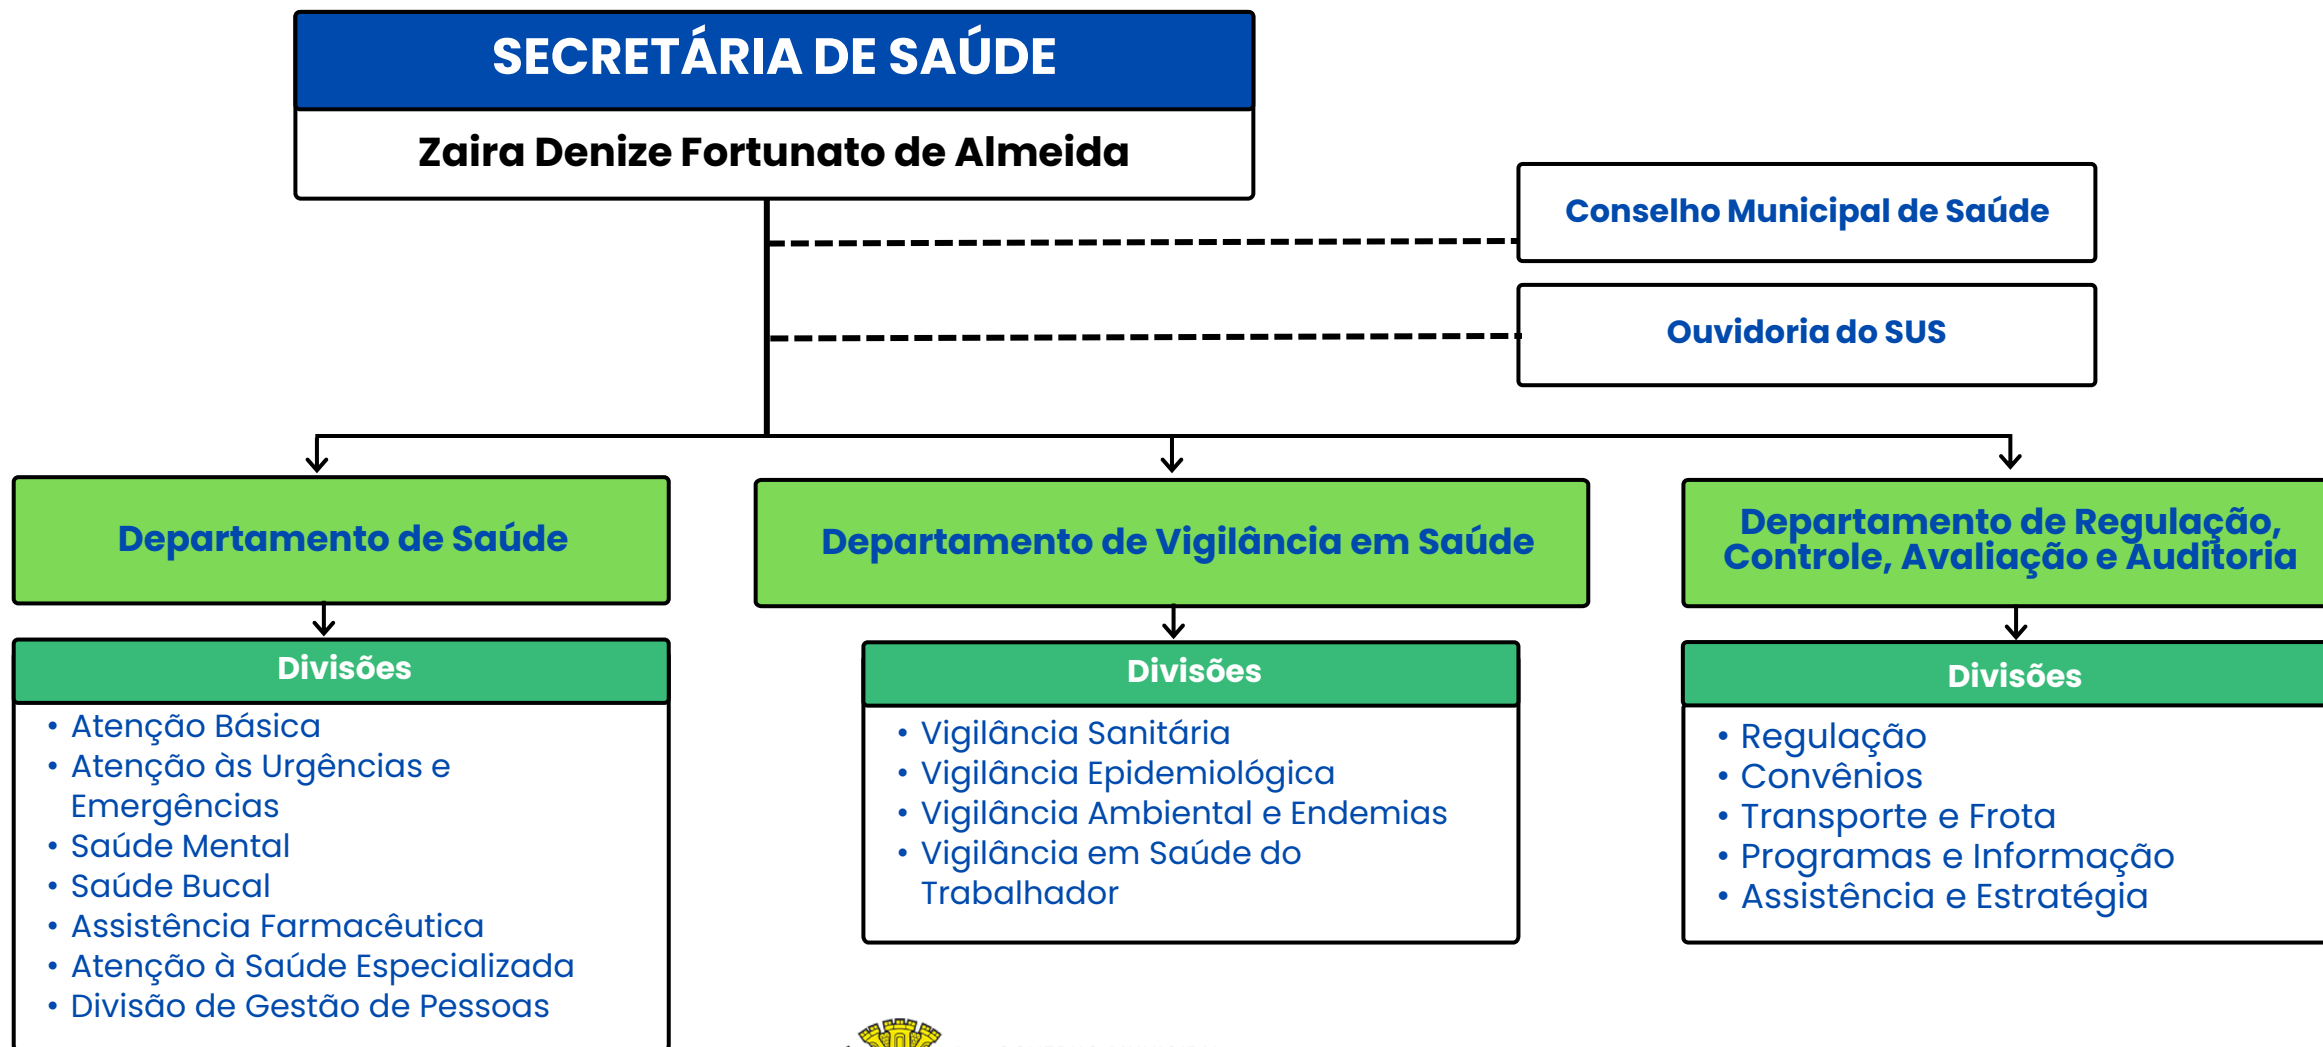 SECRETÁRIA DE SAÚDE
Zaira Denize Fortunato de Almeida
Conselho Municipal de Saúde
Ouvidoria do SUS
Departamento de Saúde
Departamento de Vigilância em Saúde
Departamento de Regulação,
Controle, Avaliação e Auditoria
Divisões
• Atenção Básica
• Atenção às Urgências e
Emergências
• Saúde Mental
• Saúde Bucal
• Assistência Farmacêutica
• Atenção à Saúde Especializada
• Divisão de Gestão de Pessoas
Divisões
• Vigilância Sanitária
• Vigilância Epidemiológica
• Vigilância Ambiental e Endemias
• Vigilância em Saúde do
Trabalhador
Divisões
• Regulação
• Convênios
• Transporte e Frota
• Programas e Informação
• Assistência e Estratégia